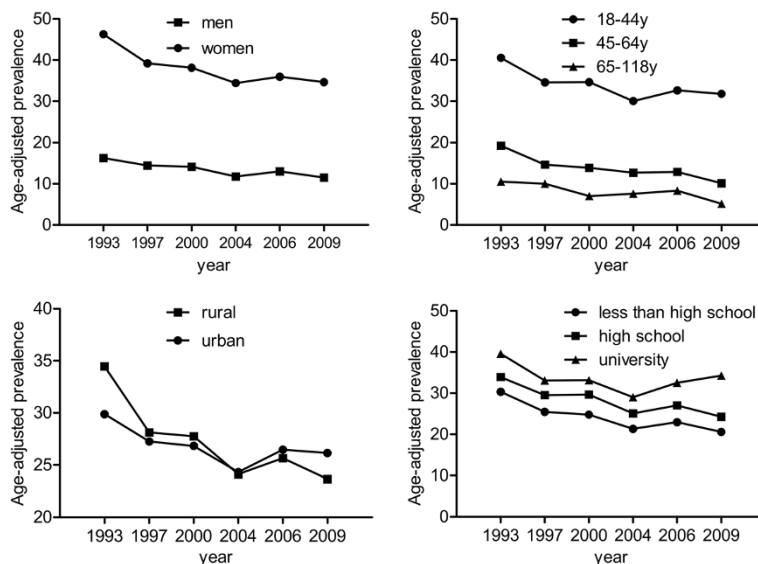 men
women
Age-adjusted prevalence
50
40
30
20
10
0
1993 1997 2000 2004 2006 2009
year
18-44y
45-64y
65-118y
Age-adjusted prevalence
50
40
30
20
10
0
1993 1997 2000 2004 2006 2009
year
rural
urban
Age-adjusted prevalence
40
35
30
25
20
1993 1997 2000 2004 2006 2009
year
less than high school
high school
university
Age-adjusted prevalence
50
40
30
20
10
0
1993 1997 2000 2004 2006 2009
year